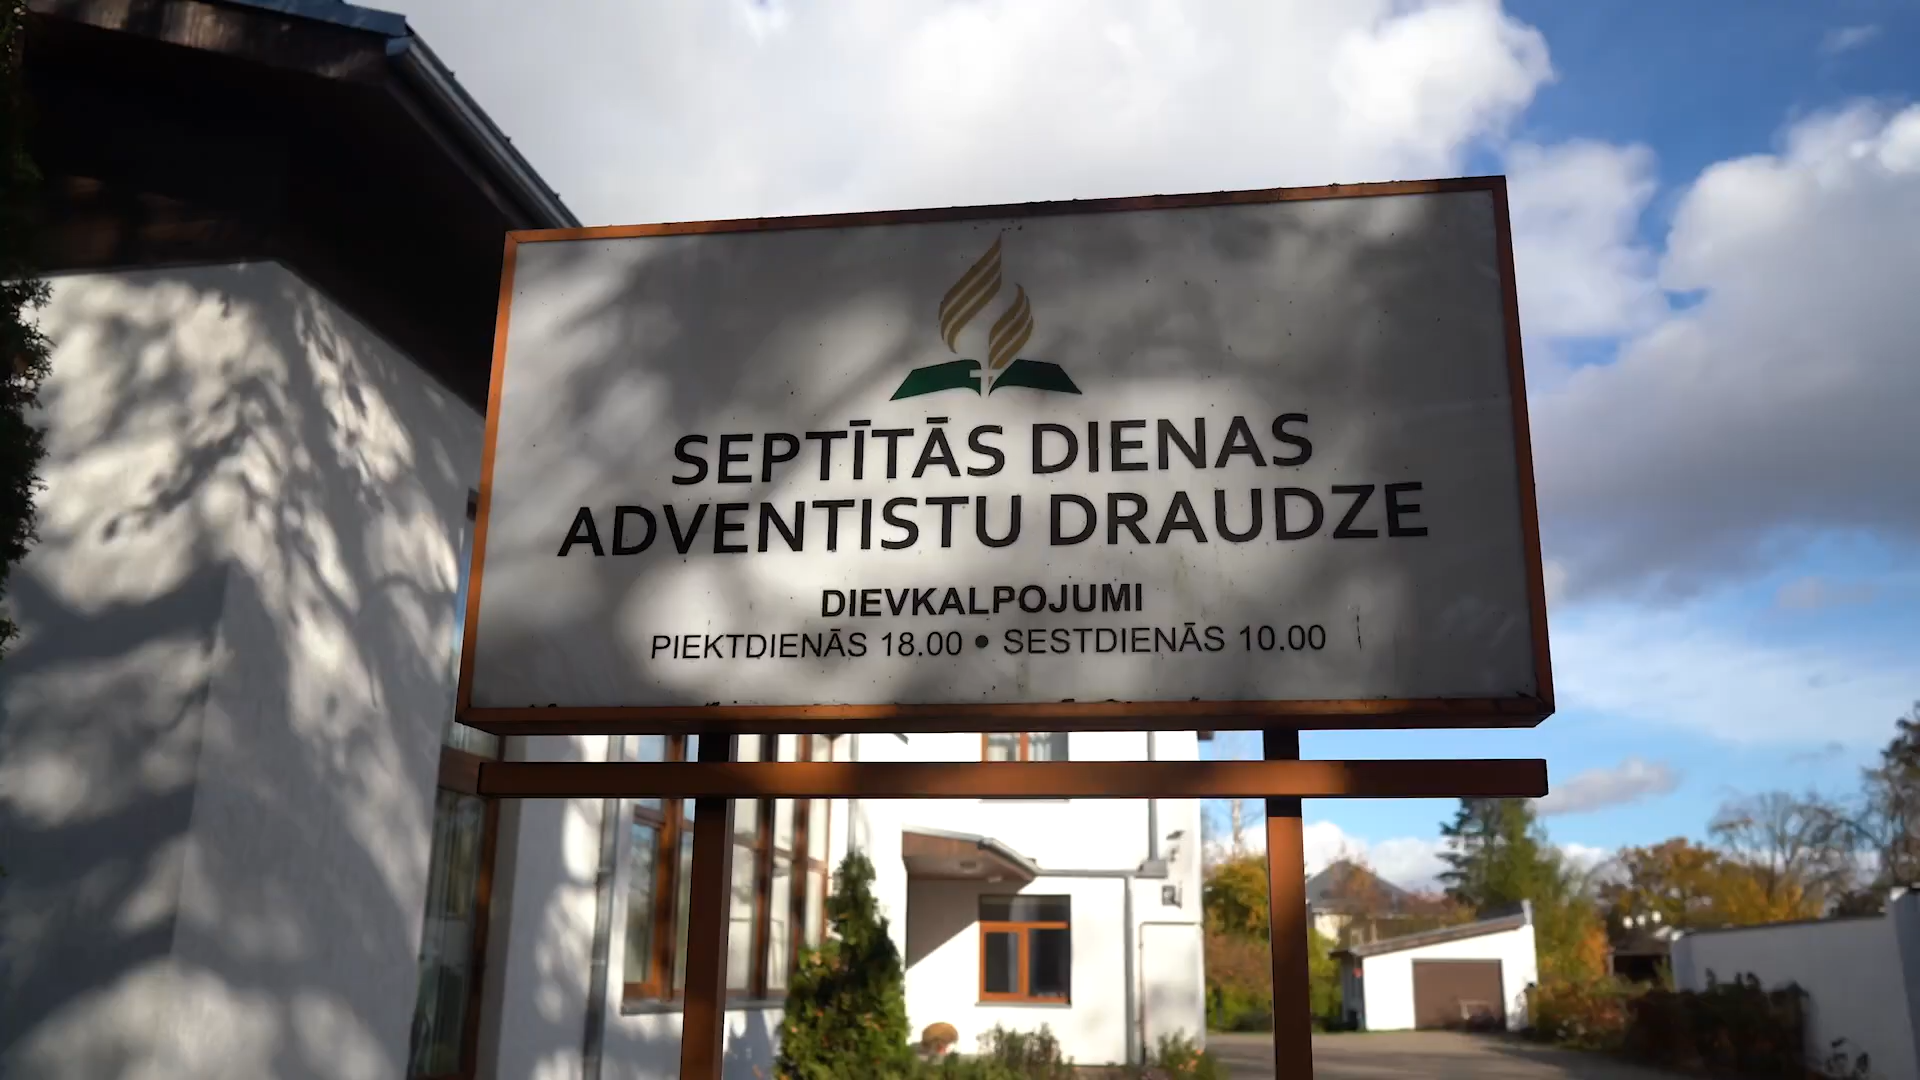 SEPTĪTĀS DIENAS
ADVENTISTU DRAUDZE
DIEVKALPOJUMI
PIEKTDIENĀS 18.00 • SESTDIENĀS 10.00